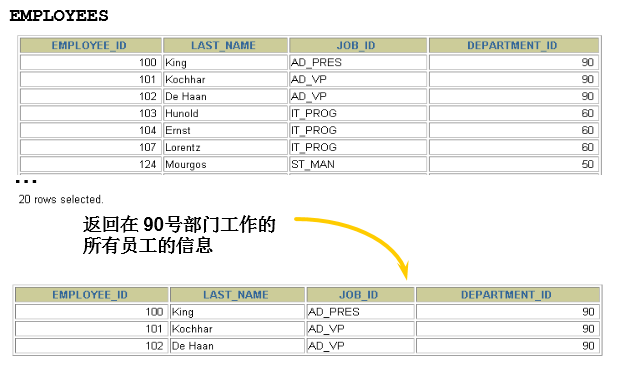 EMPLOYEES
EMPLOYEE_ID LAST_NAME JOB_ID DEPARTMENT_ID
100 King AD_PRES 90
101 Kochhar AD_VP 90
102 De Haan AD_VP 90
103 Hunold IT_PROG 60
104 Ernst IT_PROG 60
107 Lorentz IT_PROG 60
124 Mourgos ST_MAN 50
...
20 rows selected.
返回在 90号部门工作的
所有员工的信息
EMPLOYEE_ID LAST_NAME JOB_ID DEPARTMENT_ID
100 King AD_PRES 90
101 Kochhar AD_VP 90
102 De Haan AD_VP 90